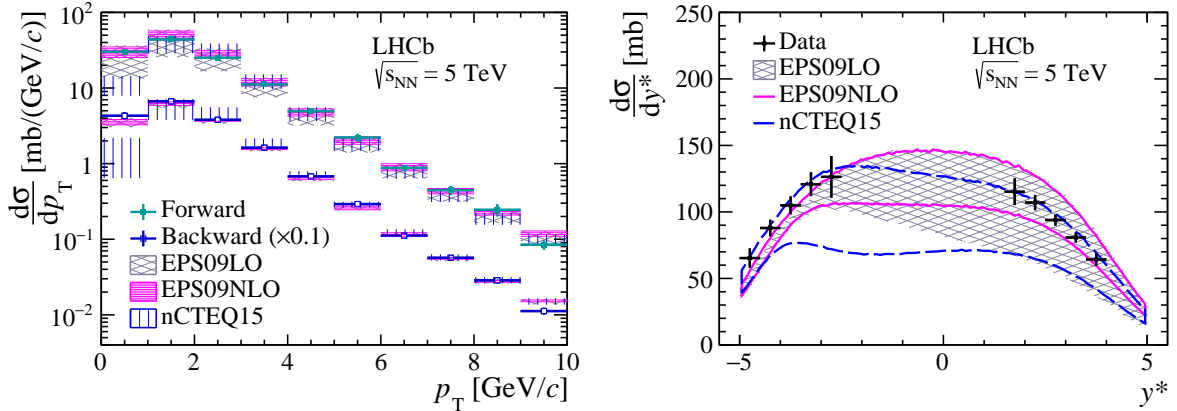 dσ/dp_T [mb/(GeV/c)]
10²
10
1
10⁻¹
10⁻²
LHCb
√s_NN = 5 TeV
Forward
Backward (×0.1)
EPS09LO
EPS09NLO
nCTEQ15
0 2 4 6 8 10
p_T [GeV/c]
dσ/dy* [mb]
250
200
150
100
50
0
Data
EPS09LO
EPS09NLO
nCTEQ15
LHCb
√s_NN = 5 TeV
−5 0 5
y*